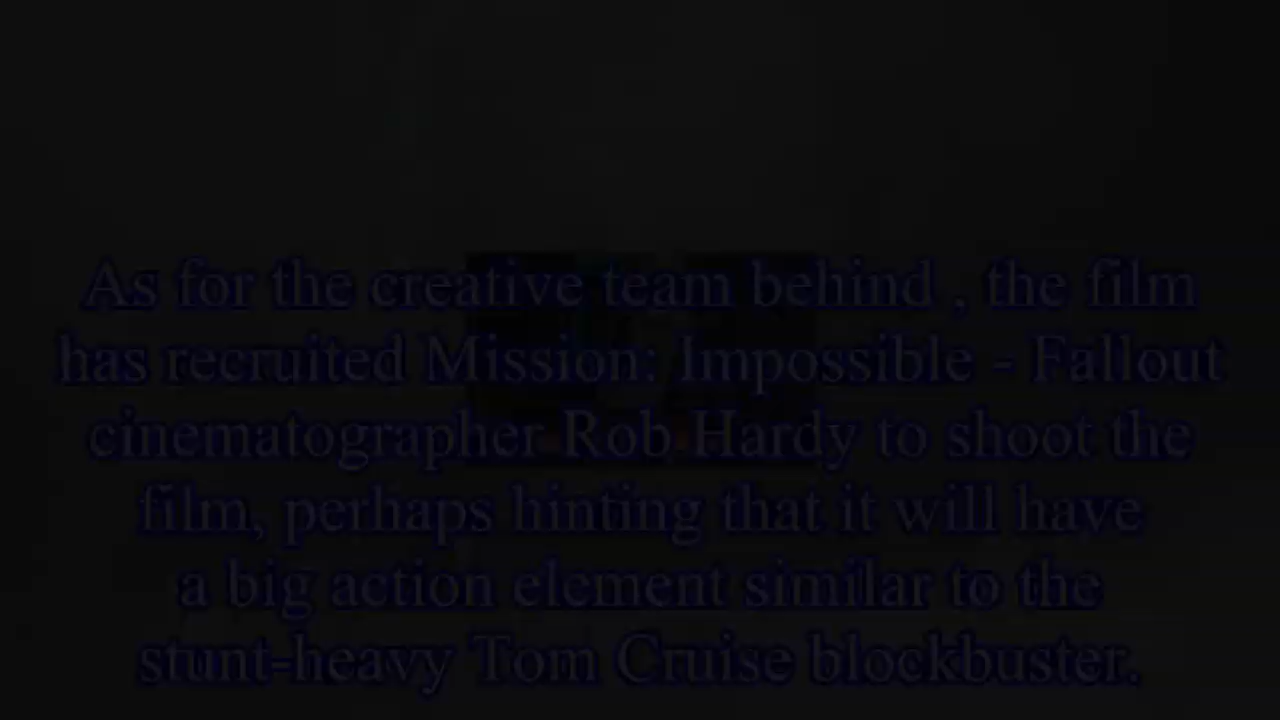 As for the creative team behind , the film
has recruited Mission: Impossible - Fallout
cinematographer Rob Hardy to shoot the
film, perhaps hinting that it will have
a big action element similar to the
stunt-heavy Tom Cruise blockbuster.